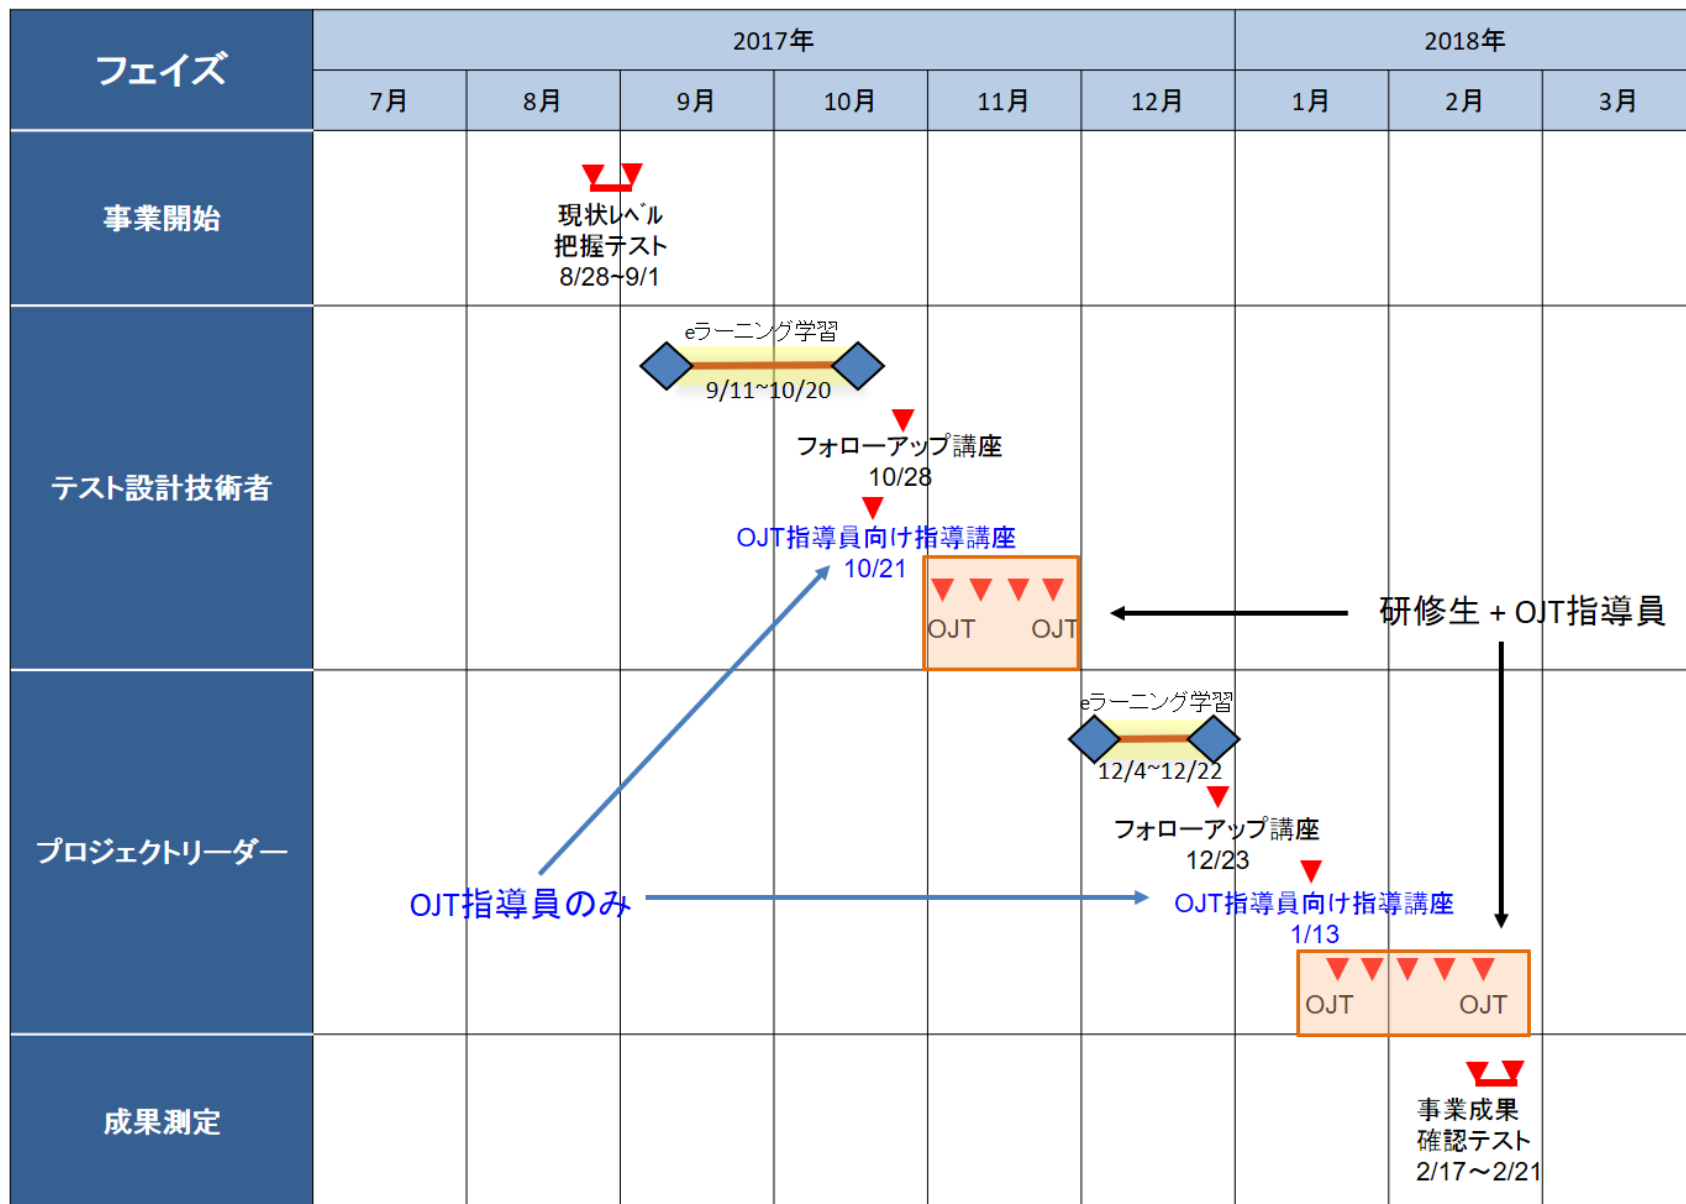 フェイズ
2017年
2018年
7月
8月
9月
10月
11月
12月
1月
2月
3月
事業開始
現状レベル
把握テスト
8/28~9/1
テスト設計技術者
eラーニング学習
9/11~10/20
フォローアップ講座
10/28
OJT指導員向け指導講座
10/21
OJT
OJT
研修生 + OJT指導員
プロジェクトリーダー
eラーニング学習
12/4~12/22
フォローアップ講座
12/23
OJT指導員のみ
OJT指導員向け指導講座
1/13
OJT
OJT
成果測定
事業成果
確認テスト
2/17～2/21